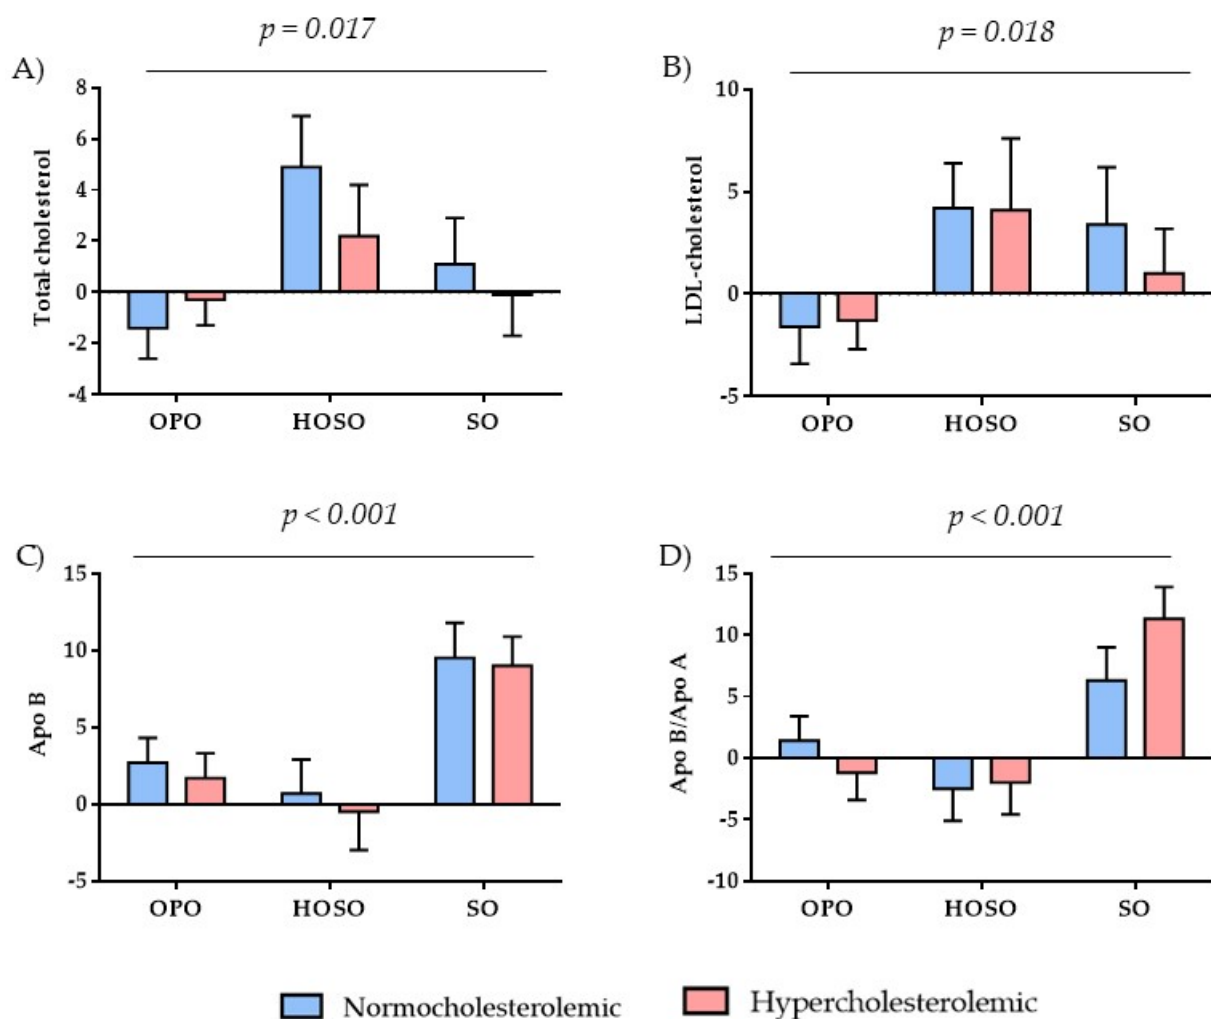 p = 0.017
A)
Total cholesterol
8
6
4
2
0
-2
-4
OPO HOSO SO
p = 0.018
B)
LDL-cholesterol
10
5
0
-5
OPO HOSO SO
p < 0.001
C)
Apo B
15
10
5
0
-5
OPO HOSO SO
p < 0.001
D)
Apo B/Apo A
15
10
5
0
-5
-10
OPO HOSO SO
Normocholesterolemic Hypercholesterolemic